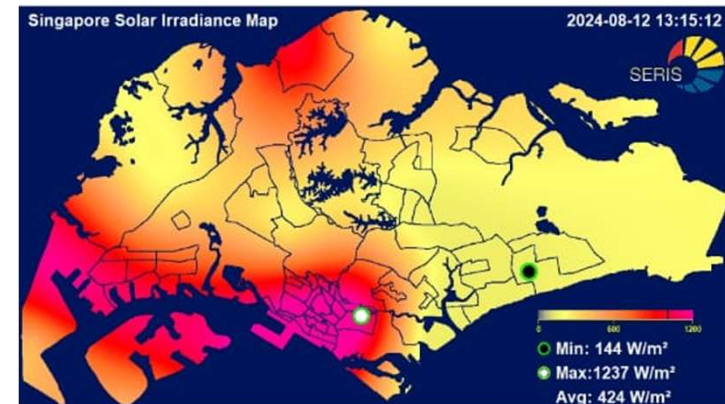 Singapore Solar Irradiance Map 2024-08-12 13:15:12
SERIS
0 600 1200
Min: 144 W/m²
Max:1237 W/m²
Avg: 424 W/m²